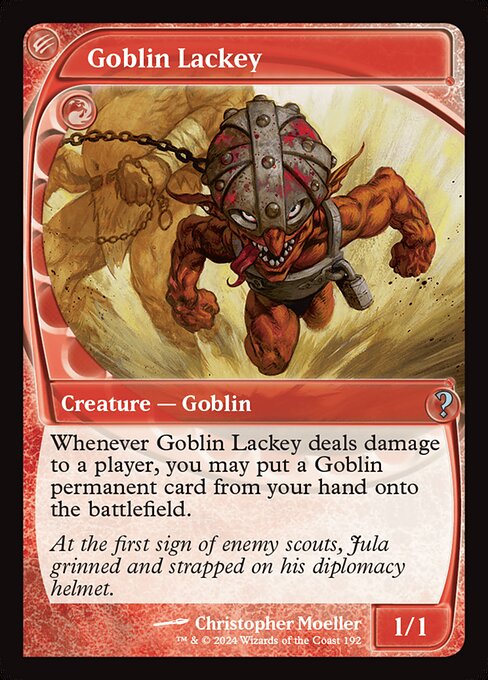 Goblin Lackey
Creature — Goblin
?
Whenever Goblin Lackey deals damage
to a player, you may put a Goblin
permanent card from your hand onto
the battlefield.
At the first sign of enemy scouts, Jula
grinned and strapped on his diplomacy
helmet.
Christopher Moeller
™ & © 2024 Wizards of the Coast 192
1/1